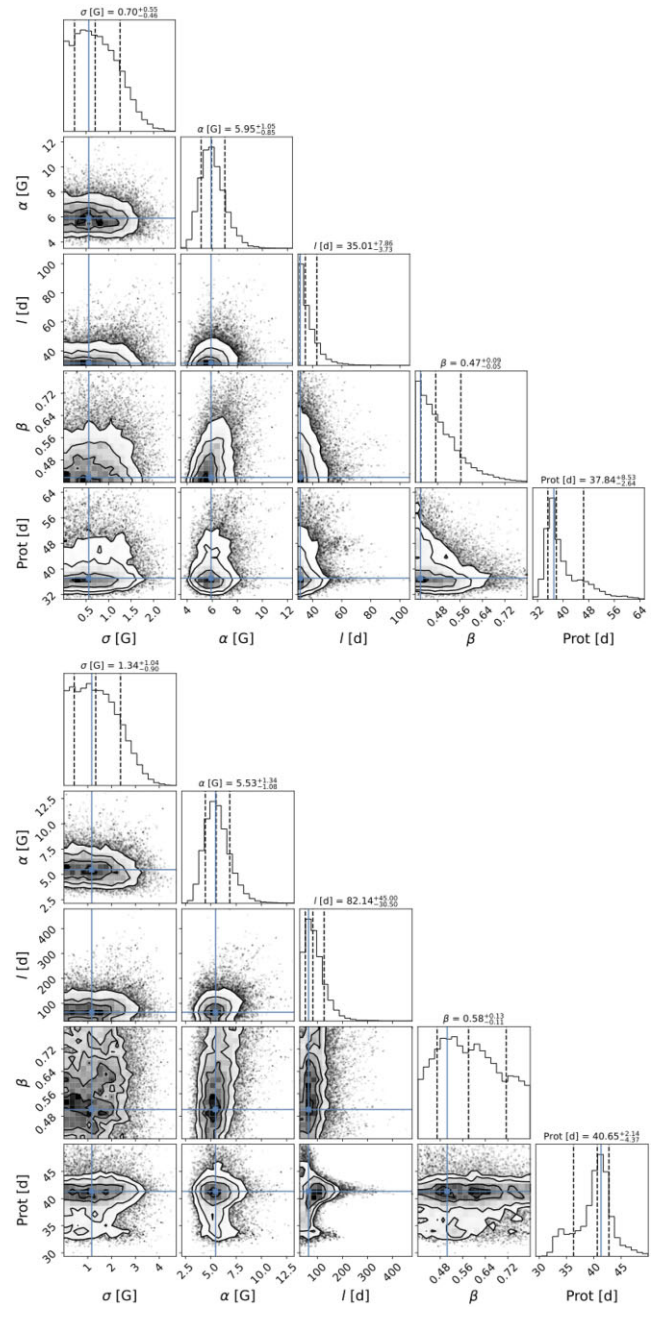 σ [G] = 0.70+0.55−0.46
α [G] = 5.95+1.05−0.85
12
10
8
6
4
α [G]
l [d] = 35.01+7.86−3.73
100
80
60
40
l [d]
β = 0.47+0.09−0.05
0.72
0.64
0.56
0.48
β
Prot [d] = 37.84+8.53−2.64
64
56
48
40
32
Prot [d]
0.5 1.0 1.5 2.0 4 6 8 10 12 40 60 80 100 0.48 0.56 0.64 0.72 32 40 48 56 64
σ [G] α [G] l [d] β Prot [d]
σ [G] = 1.34+1.04−0.90
α [G] = 5.53+1.34−1.08
12.5
10.0
7.5
5.0
2.5
α [G]
l [d] = 82.14+45.00−30.50
400
300
200
100
l [d]
β = 0.58+0.13−0.11
0.72
0.64
0.56
0.48
β
Prot [d] = 40.65+2.14−4.37
45
40
35
30
Prot [d]
1 2 3 4 2.5 5.0 7.5 10.0 12.5 100 200 300 400 0.48 0.56 0.64 0.72 30 35 40 45
σ [G] α [G] l [d] β Prot [d]